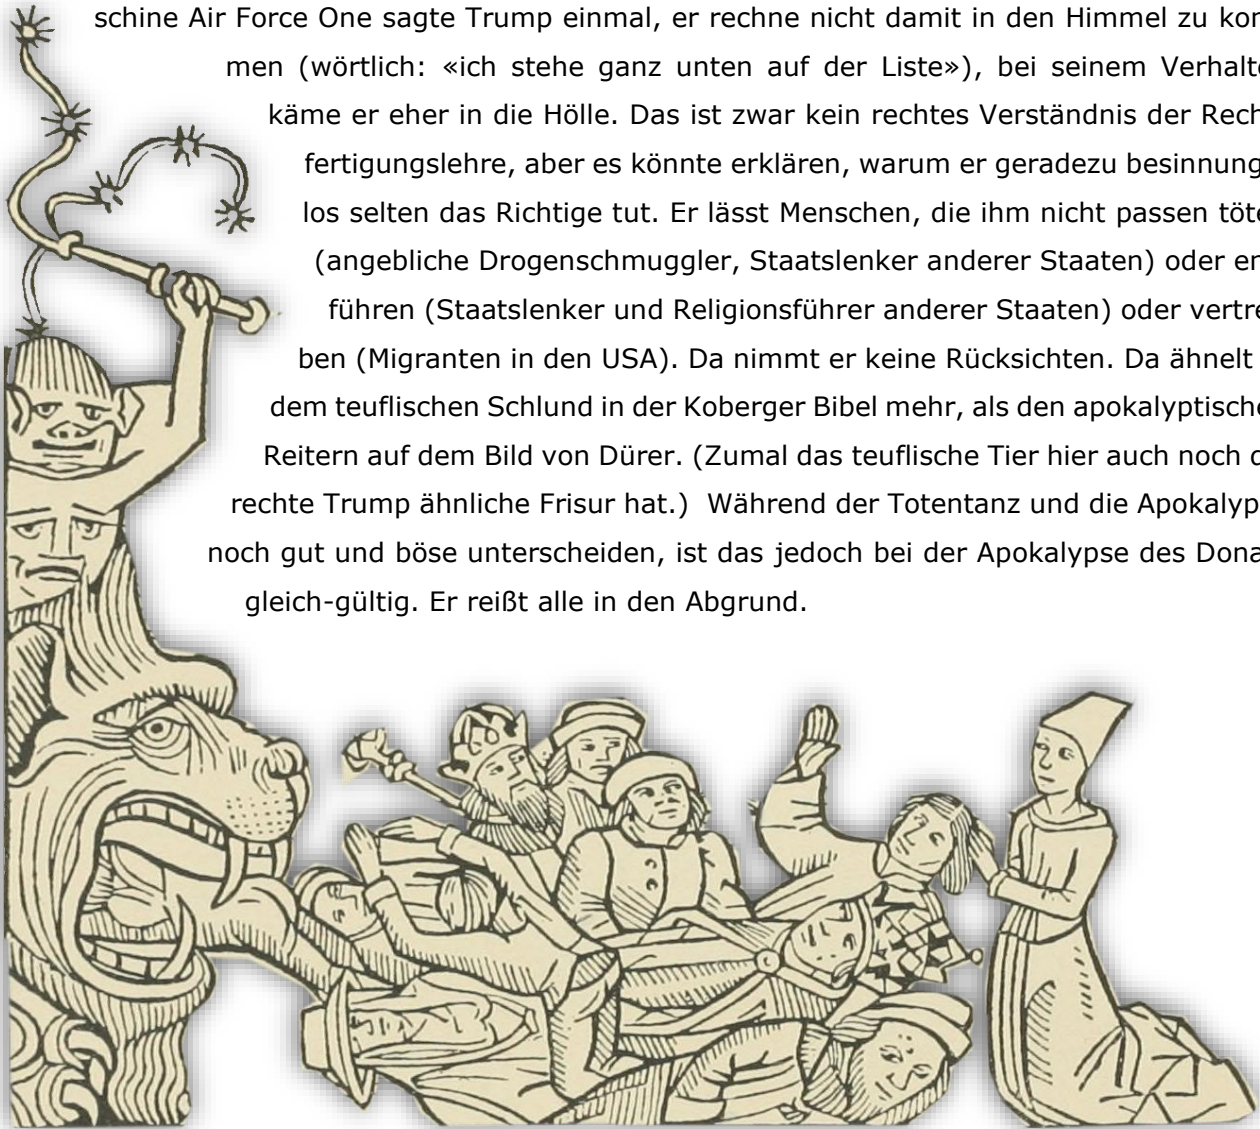 schine Air Force One sagte Trump einmal, er rechne nicht damit in den Himmel zu kom
men (wörtlich: «ich stehe ganz unten auf der Liste»), bei seinem Verhalte
käme er eher in die Hölle. Das ist zwar kein rechtes Verständnis der Rech
fertigungslehre, aber es könnte erklären, warum er geradezu besinnung
los selten das Richtige tut. Er lässt Menschen, die ihm nicht passen töte
(angebliche Drogenschmuggler, Staatslenker anderer Staaten) oder en
führen (Staatslenker und Religionsführer anderer Staaten) oder vertre
ben (Migranten in den USA). Da nimmt er keine Rücksichten. Da ähnelt
dem teuflischen Schlund in der Koberger Bibel mehr, als den apokalyptische
Reitern auf dem Bild von Dürer. (Zumal das teuflische Tier hier auch noch d
rechte Trump ähnliche Frisur hat.) Während der Totentanz und die Apokalyp
noch gut und böse unterscheiden, ist das jedoch bei der Apokalypse des Dona
gleich-gültig. Er reißt alle in den Abgrund.